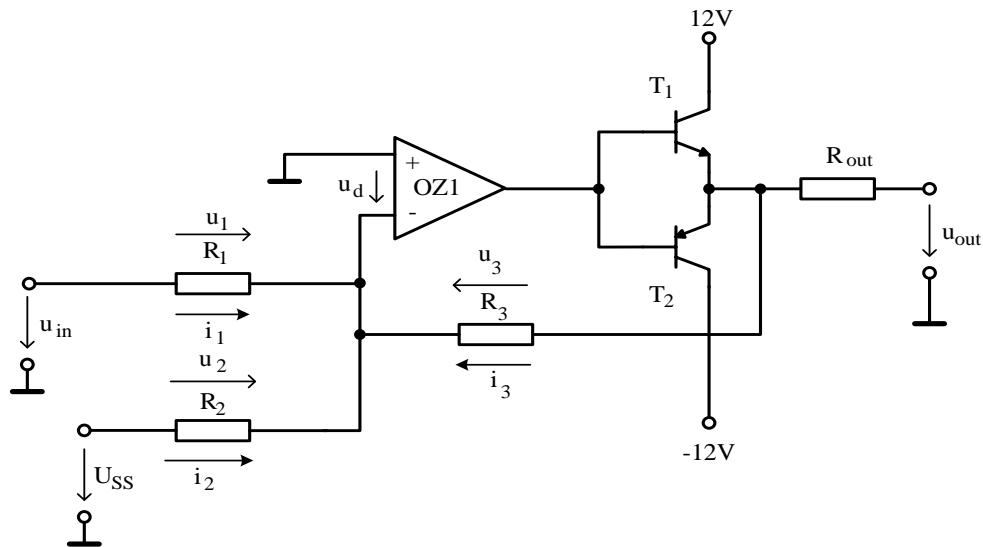 12V
T1
Rout
+
OZ1
-
ud
u1
R1
i1
uin
u2
R2
i2
USS
u3
R3
i3
T2
uout
-12V